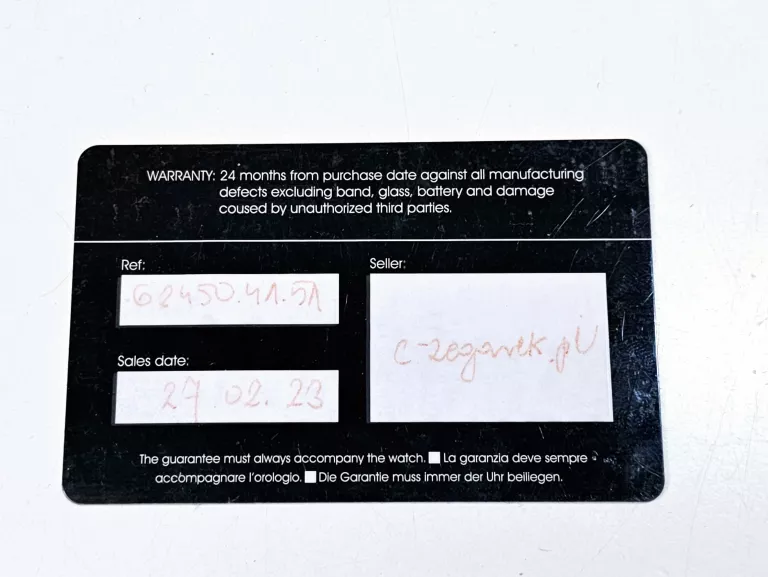 WARRANTY: 24 months from purchase date against all manufacturing
defects excluding band, glass, battery and damage
coused by unauthorized third parties.
Ref:
62450.41.51
Sales date:
27.02.23
Seller:
c-zegarek.pl
The guarantee must always accompany the watch. La garanzia deve sempre
accompagnare l'orologio. Die Garantie muss immer der Uhr beiliegen.